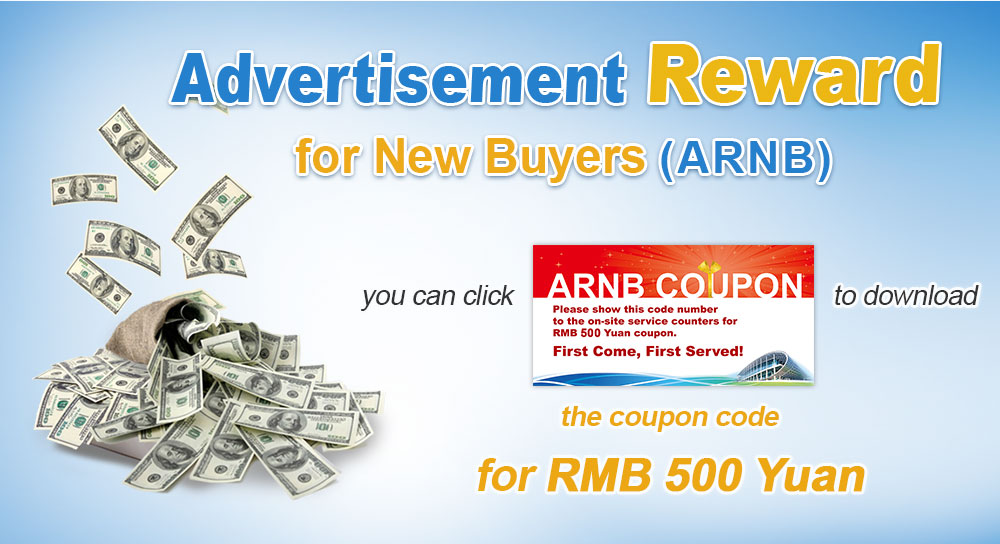 Advertisement Reward
for New Buyers (ARNB)
you can click
ARNB COUPON
Please show this code number
to the on-site service counters for
RMB 500 Yuan coupon.
First Come, First Served!
to download
the coupon code
for RMB 500 Yuan